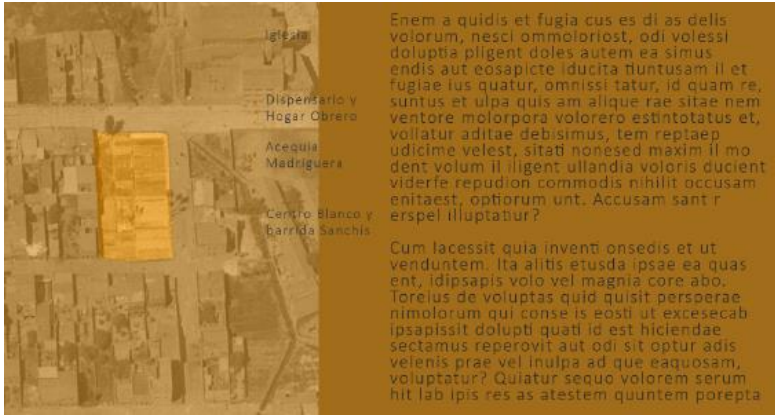 Iglesia
Dispensario y
Hogar Obrero
Acequia
Madriguera
Centro Blanco y
barrida Sanchis
Enem a quidis et fugia cus es di as delis
volorum, nesci ommoloriost, odi volessi
doluptia pligent doles autem ea simus
endis aut eosapicte iducita tiuntusam il et
fugiae ius quatur, omnissi tatur, id quam re,
suntus et ulpa quis am alique rae sitae nem
ventore molorpora volorero estintotatus et,
vollatur aditae debisimus, tem reptaep
udicime velest, sitati nonesed maxim il mo
dent volum il iligent ullandia voloris ducient
viderfe repudion commodis nihilit occusam
enitaest, optiorum unt. Accusam sant r
erspel illuptatur?
Cum lacessit quia inventi onsedis et ut
venduntem. Ita alitis etusda ipsae ea quas
ent, idipsapis volo vel magnia core abo.
Toreius de voluptas quid quisit persperae
nimolorum qui conse is eosti ut excesecab
ipsapissit dolupti quati id est hiciendae
sectamus reperovit aut odi sit optur adis
velenis prae vel inulpa ad que eaquosam,
voluptatur? Quiatur sequo volorem serum
hit lab ipis res as atestem quuntem porepta